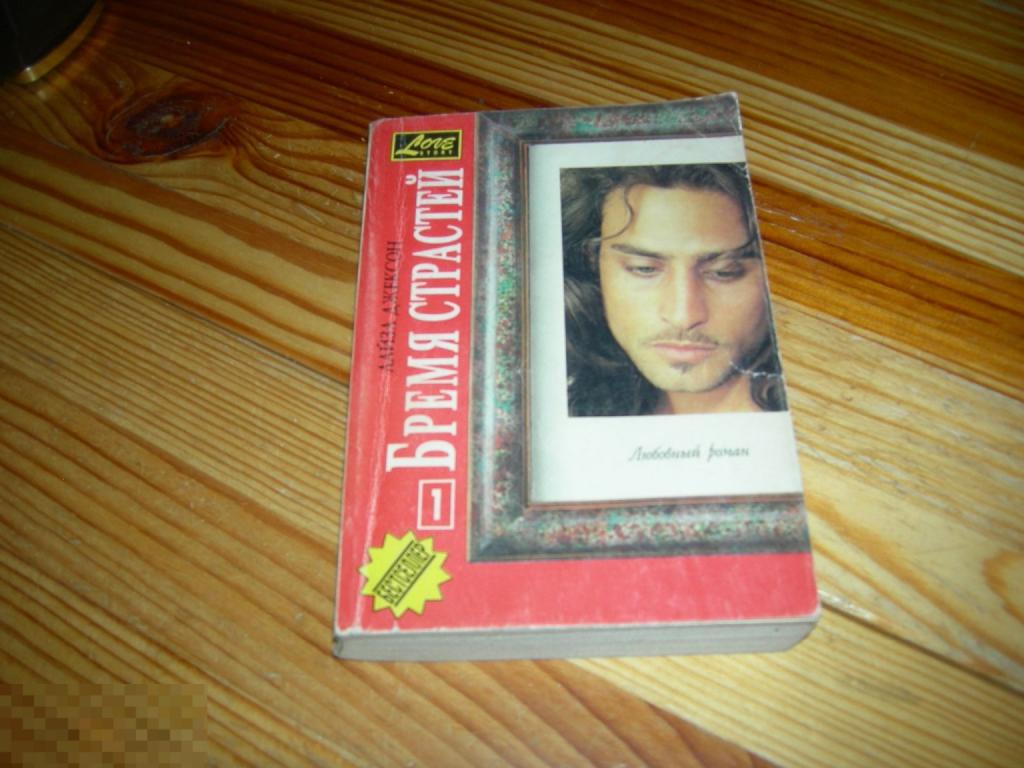 Love
STORY
ЛАЙЗА ДЖЕКСОН
БРЕМЯ СТРАСТЕЙ
1
БЕСТСЕЛЛЕР
Любовный роман